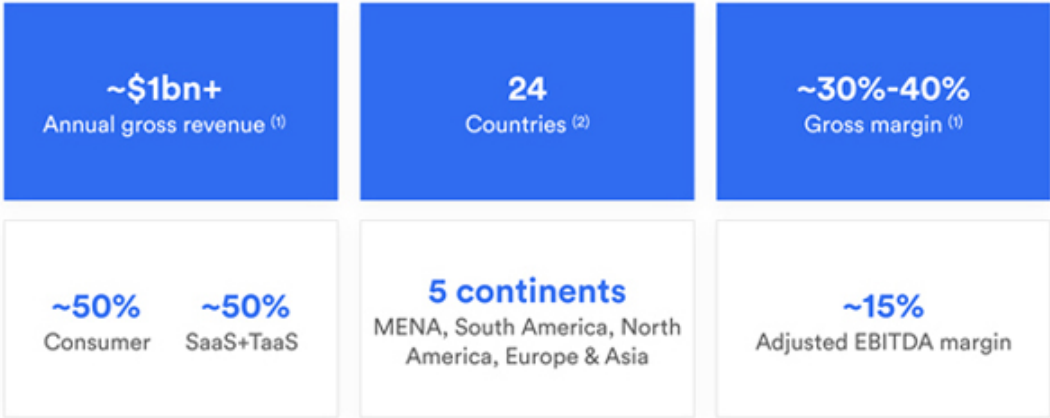 ~$1bn+
Annual gross revenue (1)
24
Countries (2)
~30%-40%
Gross margin (1)
~50%
Consumer
~50%
SaaS+TaaS
5 continents
MENA, South America, North
America, Europe & Asia
~15%
Adjusted EBITDA margin